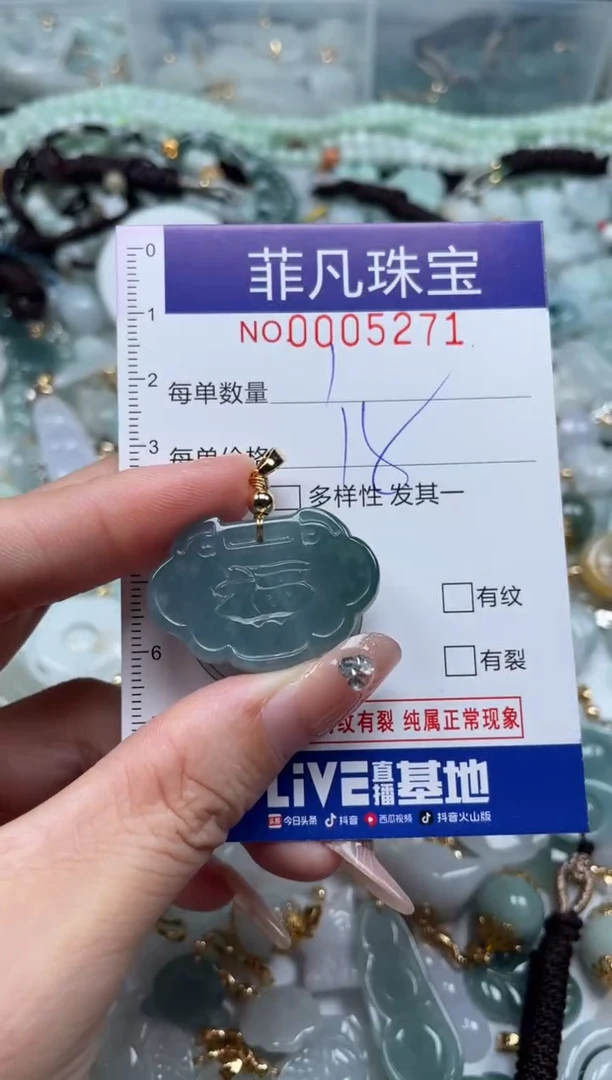 0
菲凡珠宝
1
NO.0005271
2
每单数量 1
3
每单价格 18
多样性 发其一
有纹
6
有裂
纹有裂 纯属正常现象
LiVE直播基地
今日头条 抖音 西瓜视频 抖音火山版